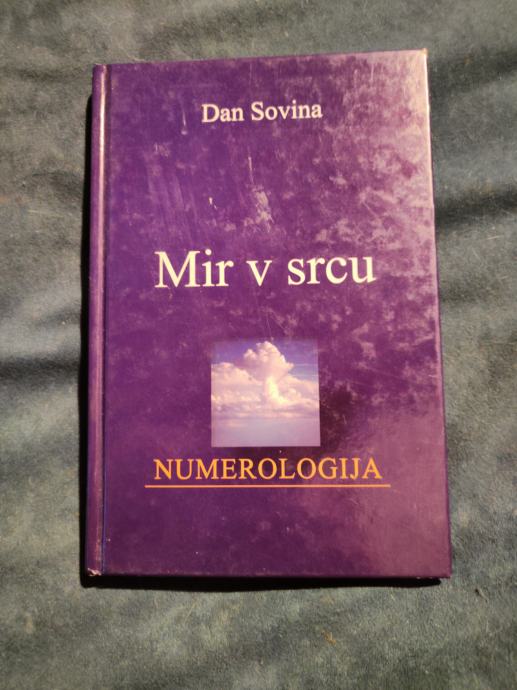 Dan Sovina
Mir v srcu
NUMEROLOGIJA